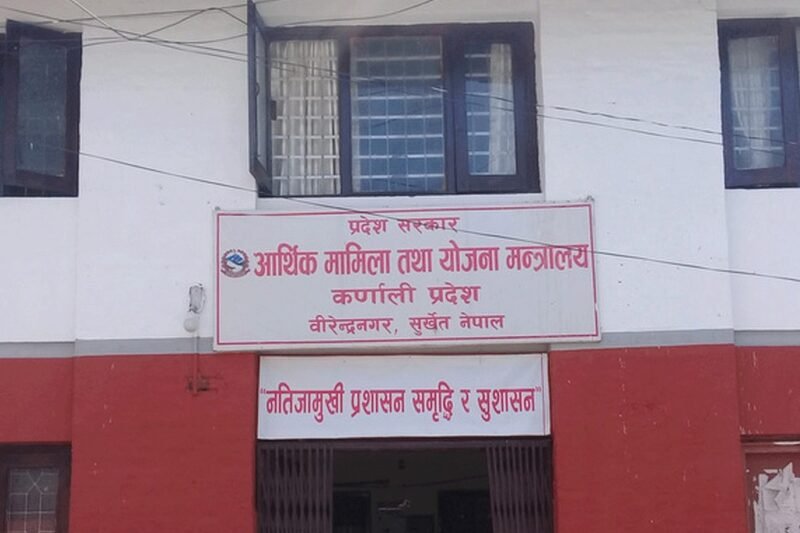 प्रदेश सरकार
आर्थिक मामिला तथा योजना मन्त्रालय
कर्णाली प्रदेश
वीरेन्द्रनगर, सुर्खेत नेपाल
"नतिजामुखी प्रशासन समृद्धि र सुशासन"